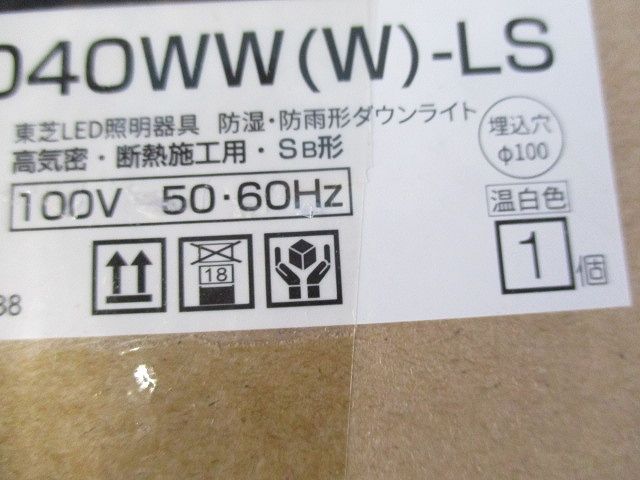 040WW(W)-LS
東芝LED照明器具 防湿・防雨形ダウンライト
高気密・断熱施工用・SB形
埋込穴
φ100
100V 50・60Hz
温白色
18
1個
38